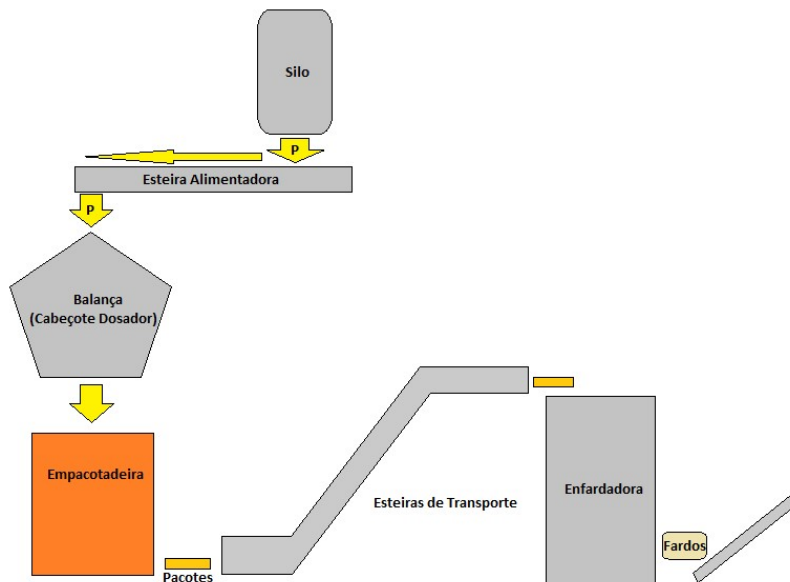 Silo
P
Esteira Alimentadora
P
Balança
(Cabeçote Dosador)
Empacotadeira
Esteiras de Transporte
Enfardadora
Fardos
Pacotes